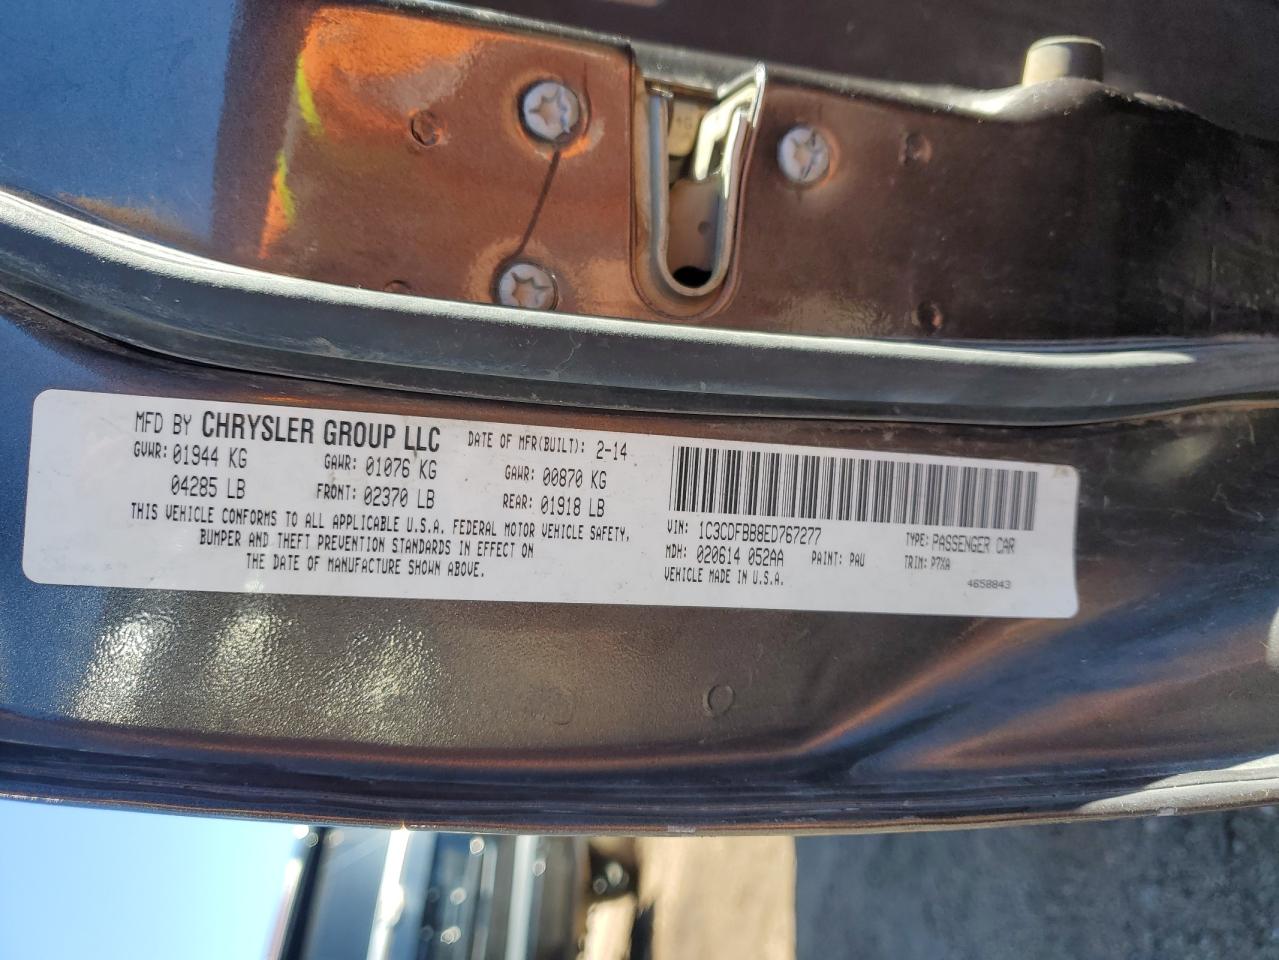 MFD BY CHRYSLER GROUP LLC DATE OF MFR(BUILT): 2-14
GVWR: 01944 KG GAWR: 01076 KG GAWR: 00870 KG
04285 LB FRONT: 02370 LB REAR: 01918 LB
THIS VEHICLE CONFORMS TO ALL APPLICABLE U.S.A. FEDERAL MOTOR VEHICLE SAFETY,
BUMPER AND THEFT PREVENTION STANDARDS IN EFFECT ON
THE DATE OF MANUFACTURE SHOWN ABOVE.
VIN: 1C3CDFBB8ED767277 TYPE: PASSENGER CAR
MDH: 020614 052AA PAINT: PAU TRIM: P7XA
VEHICLE MADE IN U.S.A. 4658843